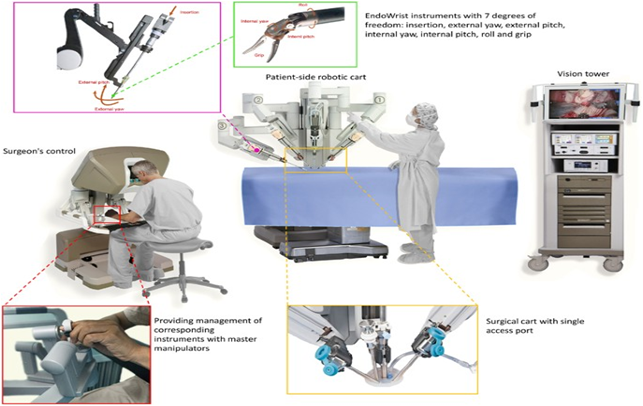 Insertion
External pitch
External yaw
Roll
Internal yaw
Internl pitch
Grip
EndoWrist instruments with 7 degrees of
freedom: insertion, external yaw, external pitch,
internal yaw, internal pitch, roll and grip
Patient-side robotic cart
Vision tower
Surgeon's control
Providing management of
corresponding
instruments with master
manipulators
Surgical cart with single
access port